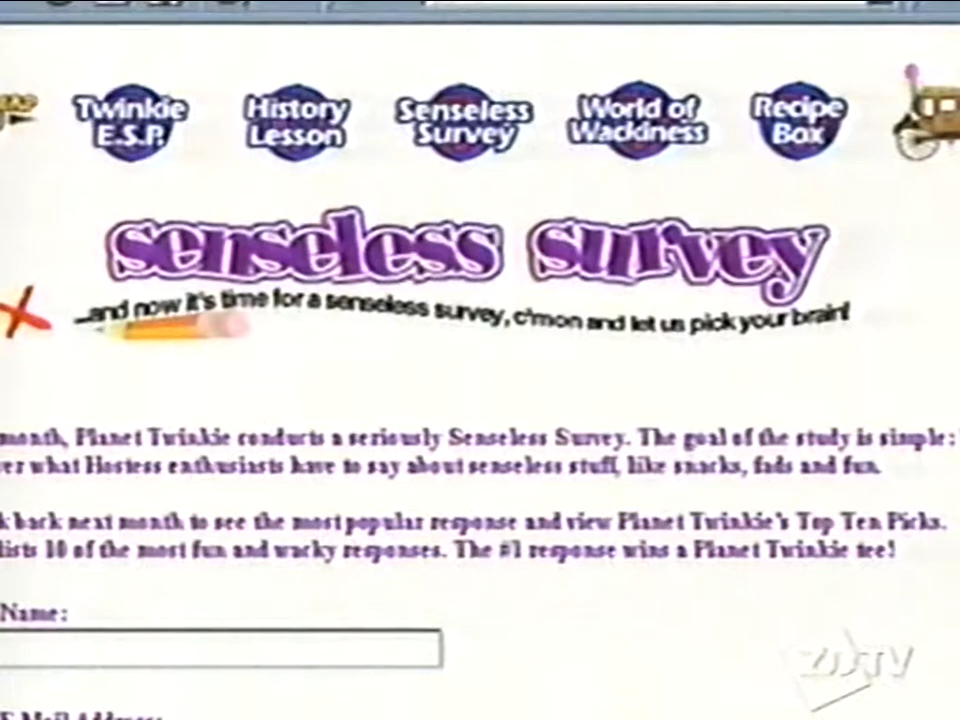 Twinkie E.S.P.
History Lesson
Senseless Survey
World of Wackiness
Recipe Box
senseless survey
...and now it's time for a senseless survey, c'mon and let us pick your brain!
month, Planet Twinkie conducts a seriously Senseless Survey. The goal of the study is simple:
what Hostess enthusiasts have to say about senseless stuff, like snacks, fads and fun.
back next month to see the most popular response and view Planet Twinkie's Top Ten Picks.
lists 10 of the most fun and wacky responses. The #1 response wins a Planet Twinkie tee!
Name:
E-Mail Address:
ZDTV